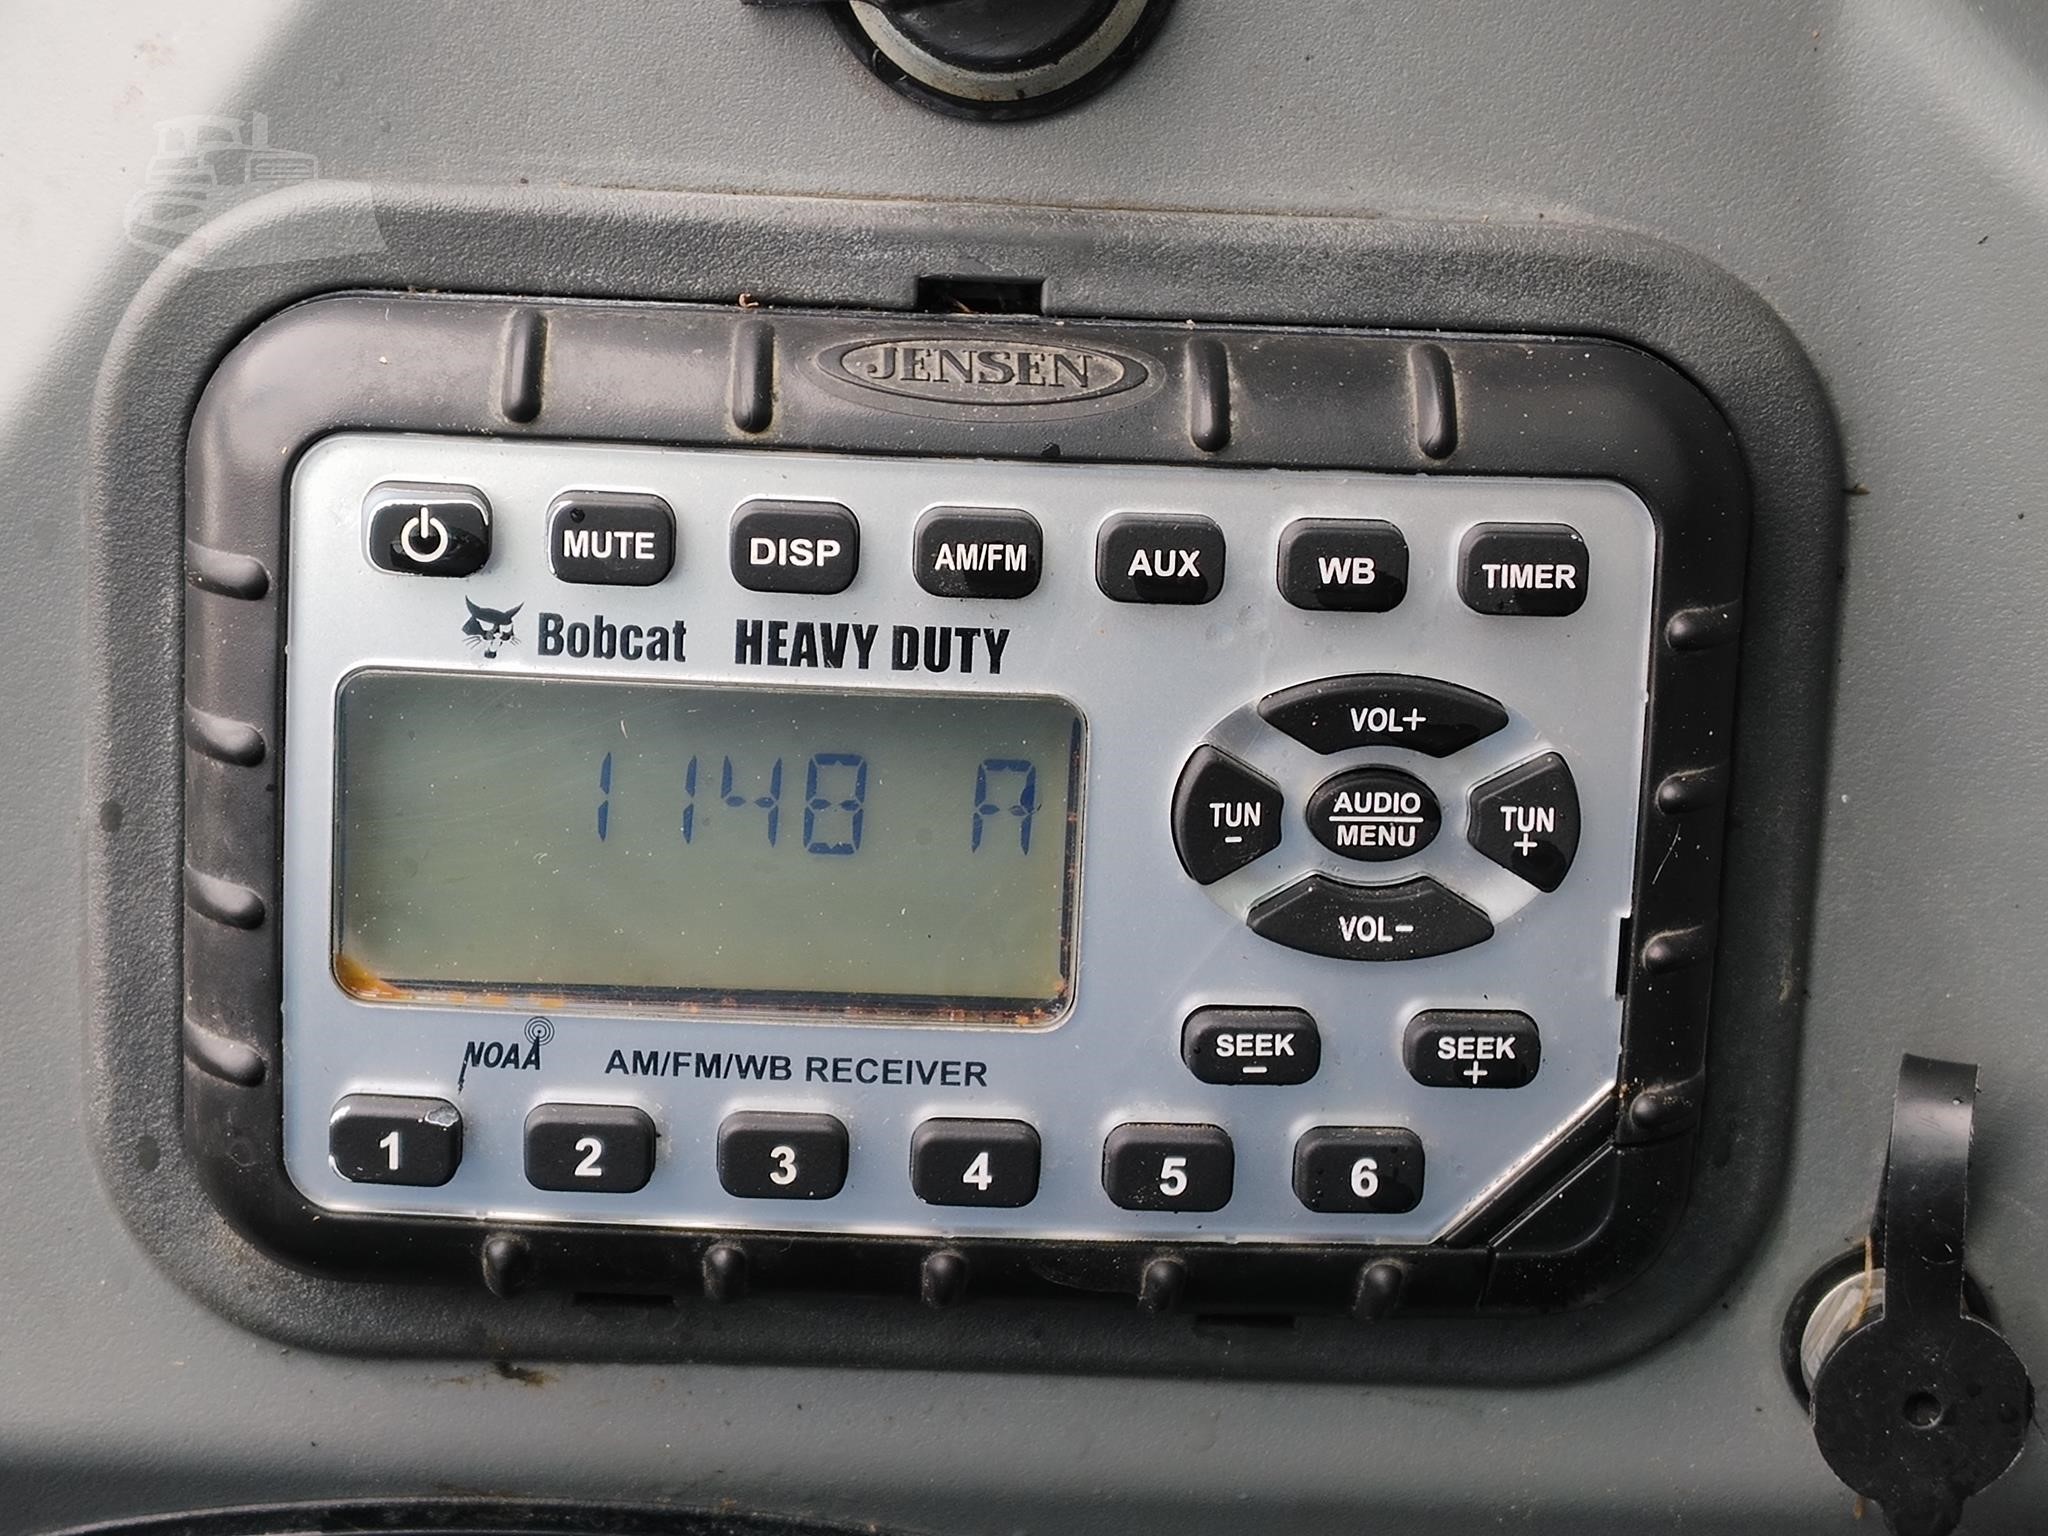 JENSEN
MUTE DISP AM/FM AUX WB TIMER
Bobcat HEAVY DUTY
1148 A
VOL+
TUN
-
AUDIO
MENU
TUN
+
VOL-
SEEK
-
SEEK
+
NOAA AM/FM/WB RECEIVER
1 2 3 4 5 6